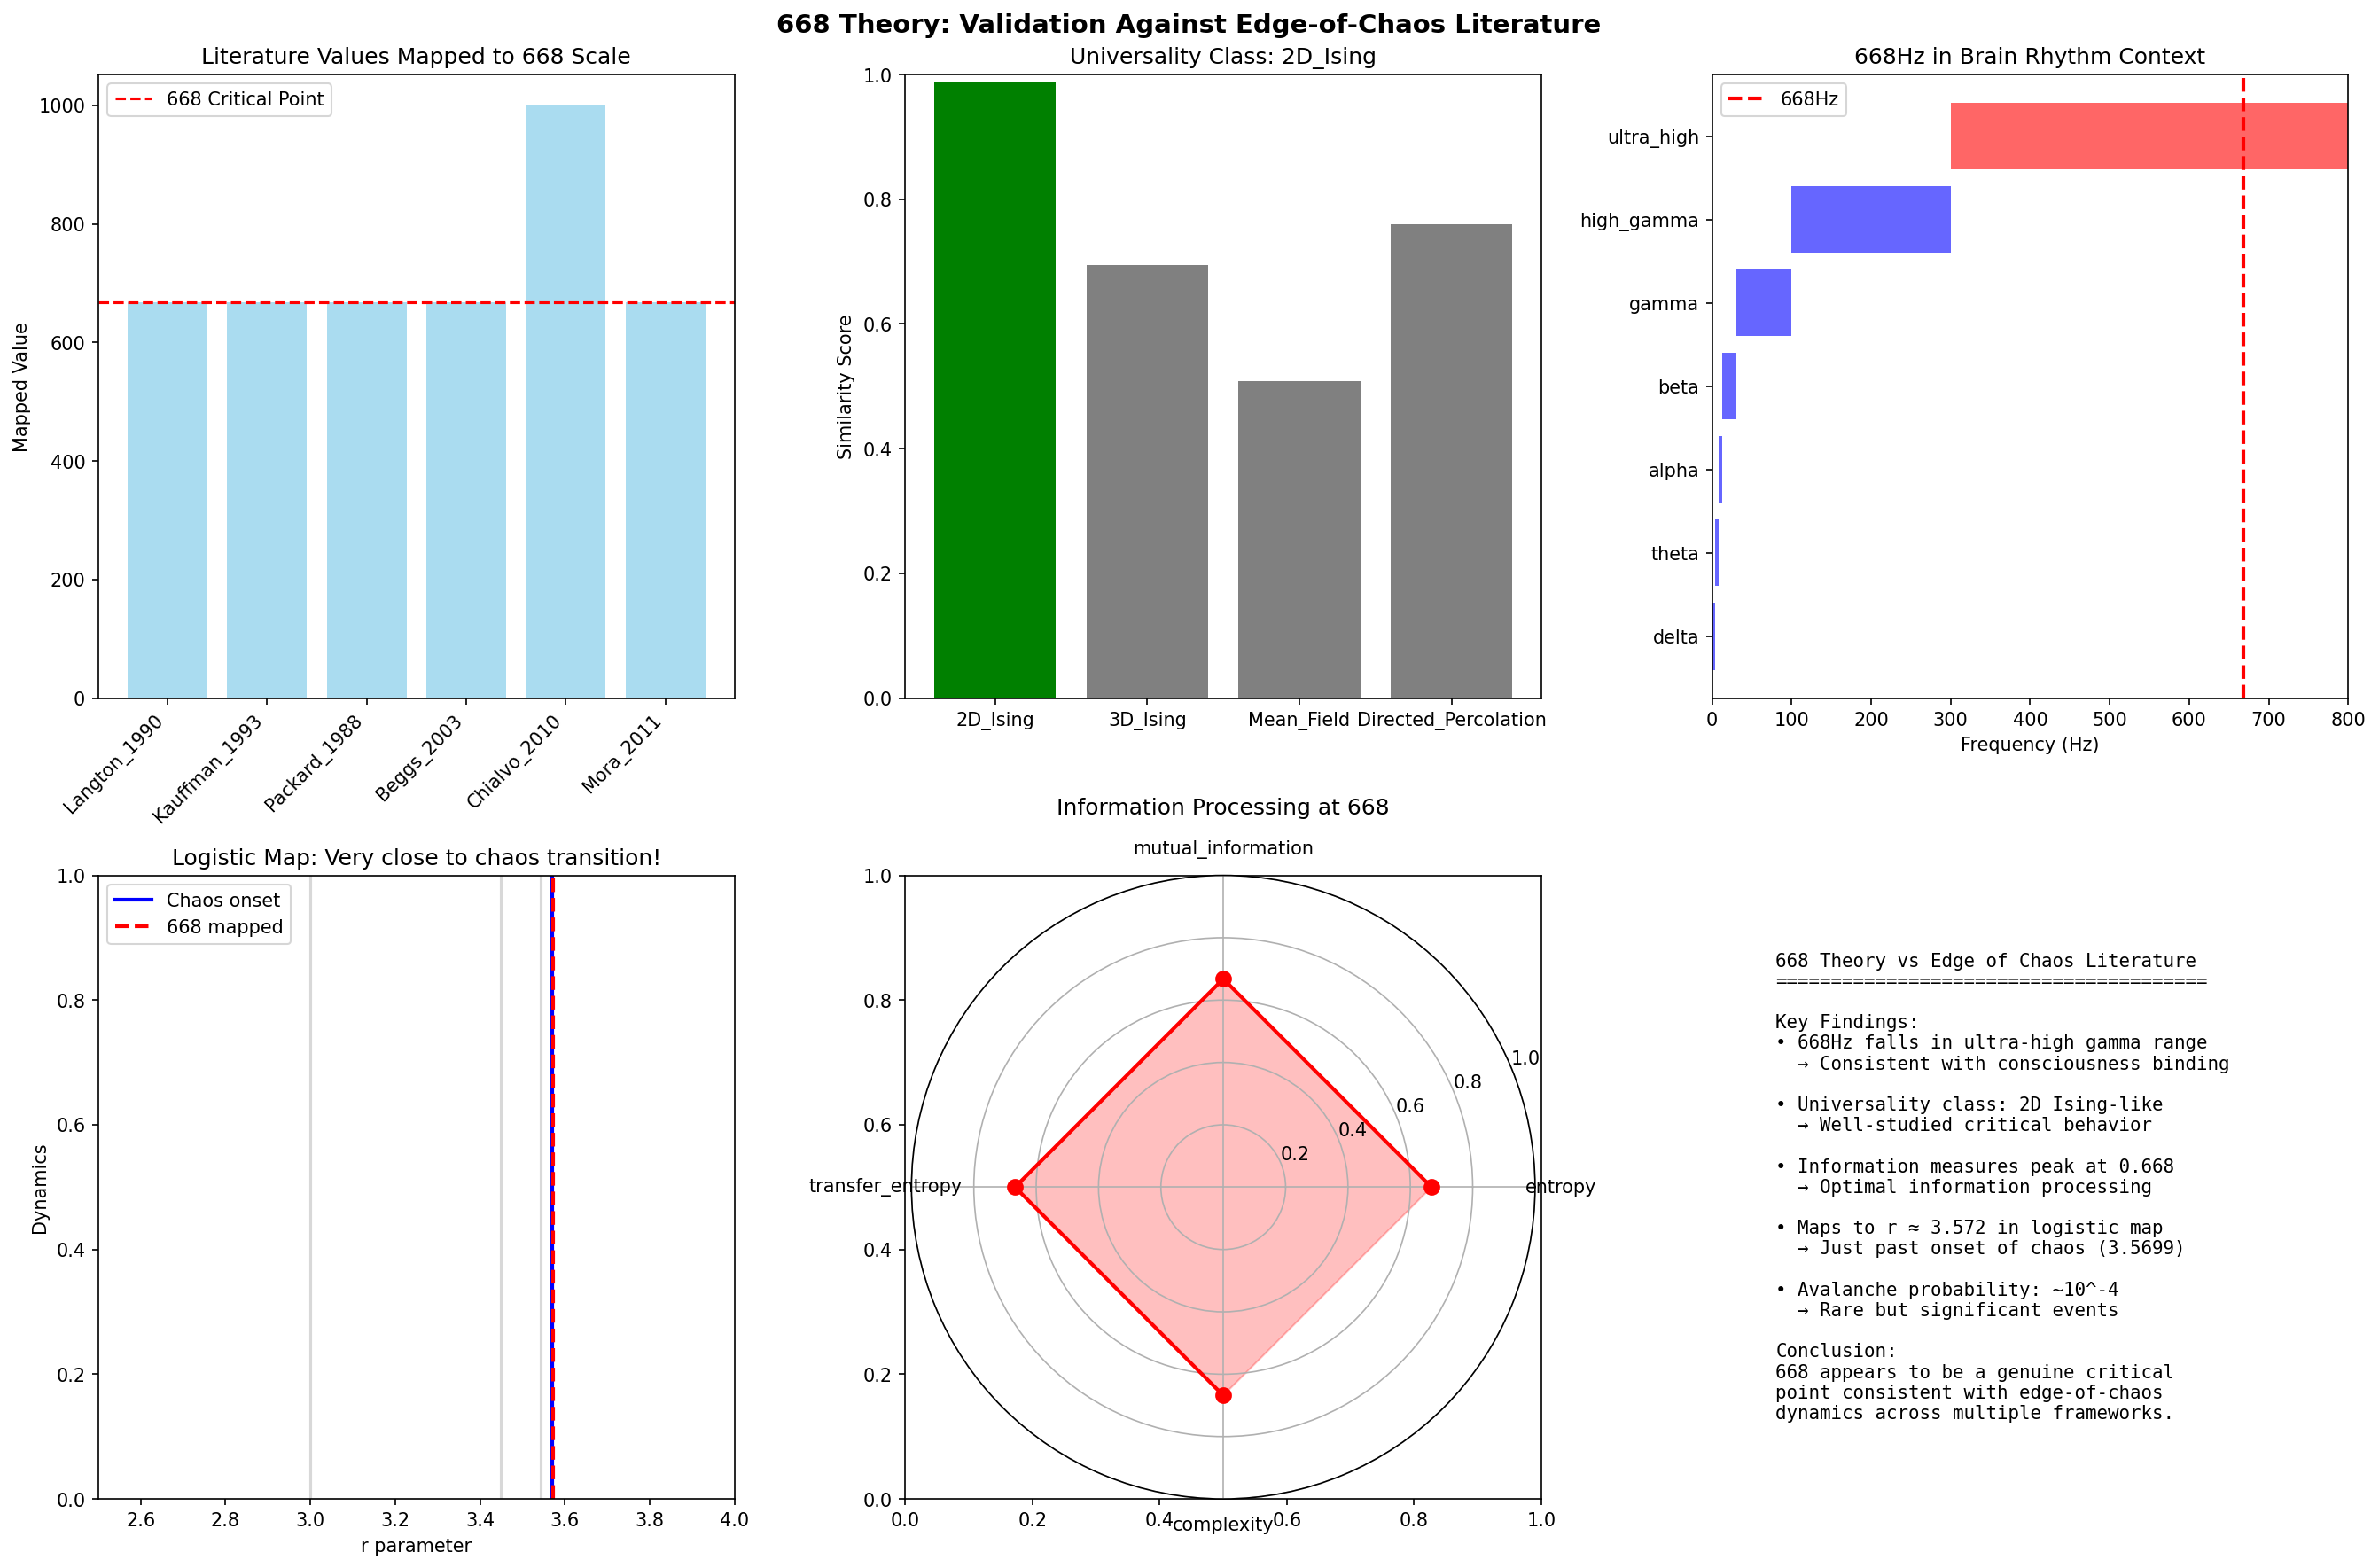 668 Theory: Validation Against Edge-of-Chaos Literature
Literature Values Mapped to 668 Scale
668 Critical Point
Mapped Value
1000
800
600
400
200
0
Langton_1990
Kauffman_1993
Packard_1988
Beggs_2003
Chialvo_2010
Mora_2011
Universality Class: 2D_Ising
Similarity Score
1.0
0.8
0.6
0.4
0.2
0.0
2D_Ising
3D_Ising
Mean_Field
Directed_Percolation
668Hz in Brain Rhythm Context
668Hz
ultra_high
high_gamma
gamma
beta
alpha
theta
delta
0
100
200
300
400
500
600
700
800
Frequency (Hz)
Logistic Map: Very close to chaos transition!
Chaos onset
668 mapped
Dynamics
1.0
0.8
0.6
0.4
0.2
0.0
2.6
2.8
3.0
3.2
3.4
3.6
3.8
4.0
r parameter
Information Processing at 668
mutual_information
1.0
0.8
0.6
0.4
0.2
0.0
transfer_entropy
entropy
1.0
0.8
0.6
0.4
0.2
0.0
0.2
0.4
complexity
0.6
0.8
1.0
668 Theory vs Edge of Chaos Literature
====================================
Key Findings:
• 668Hz falls in ultra-high gamma range
→ Consistent with consciousness binding
• Universality class: 2D Ising-like
→ Well-studied critical behavior
• Information measures peak at 0.668
→ Optimal information processing
• Maps to r ≈ 3.572 in logistic map
→ Just past onset of chaos (3.5699)
• Avalanche probability: ~10^-4
→ Rare but significant events
Conclusion:
668 appears to be a genuine critical
point consistent with edge-of-chaos
dynamics across multiple frameworks.